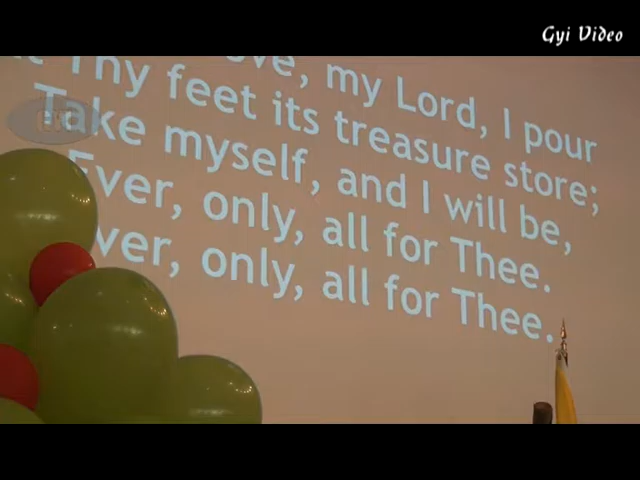 Gyi Video
my Lord, I pour
Thy feet its treasure store;
Take myself, and I will be,
Ever, only, all for Thee.
ver, only, all for Thee.